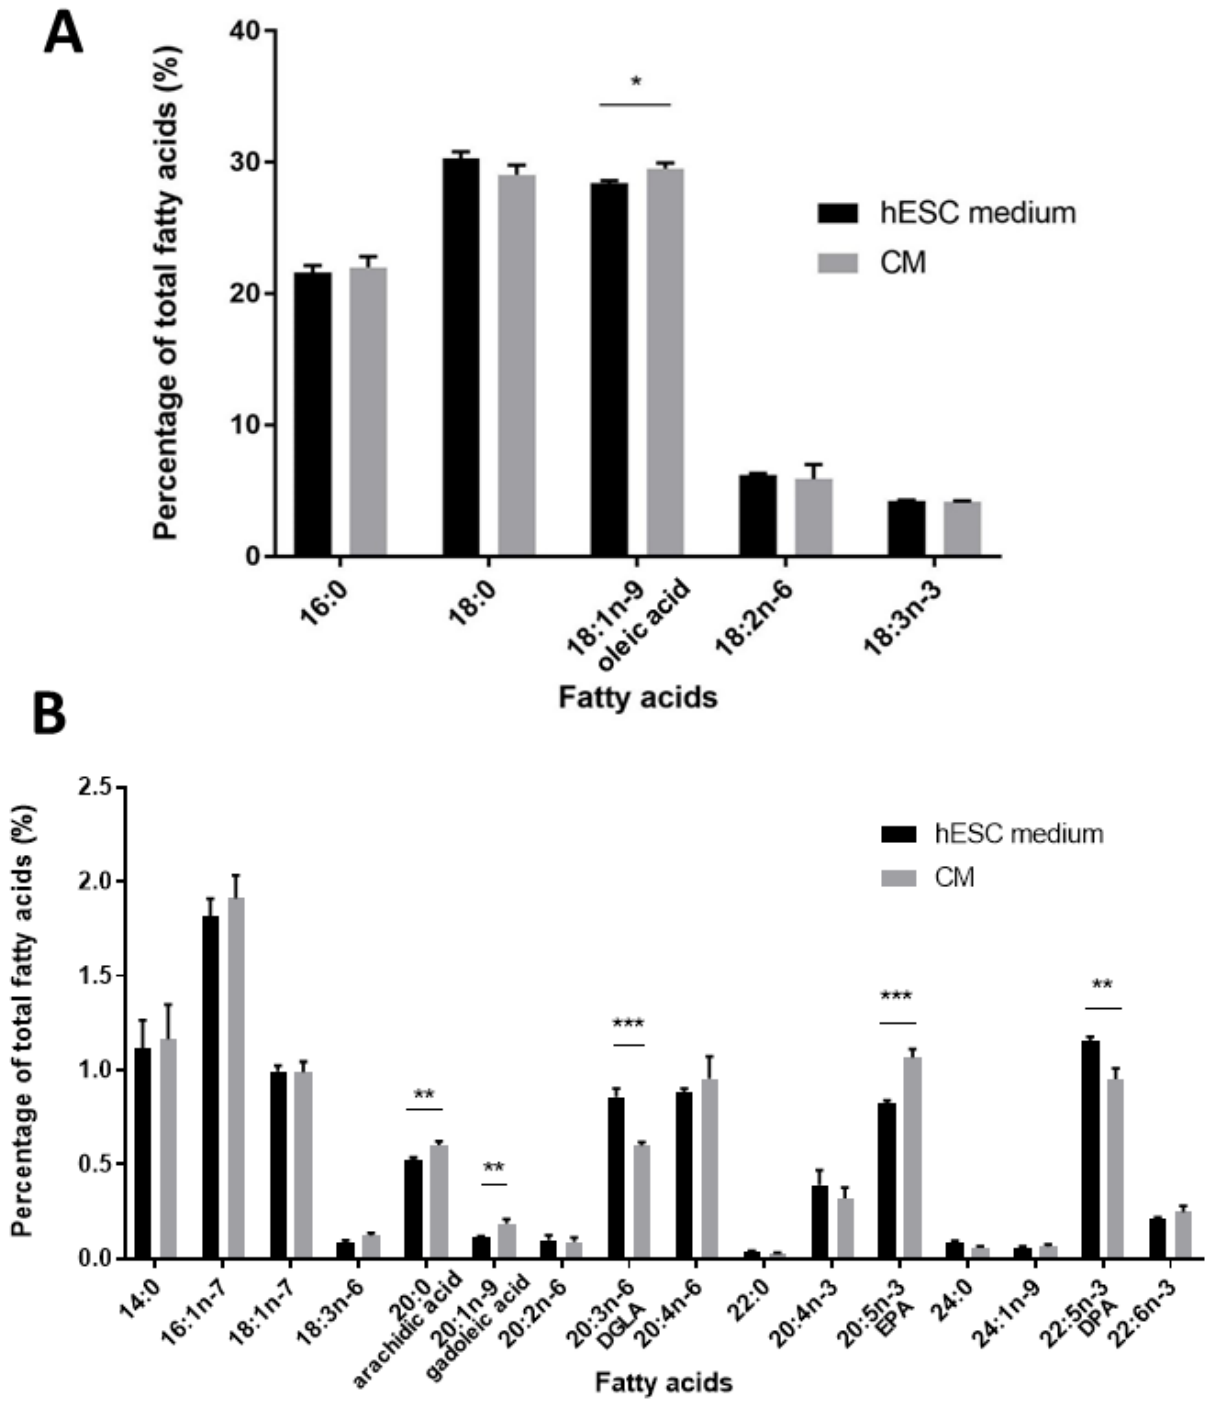 A
Percentage of total fatty acids (%)
40
30
20
10
0
*
hESC medium
CM
16:0
18:0
18:1n-9
oleic acid
18:2n-6
18:3n-3
Fatty acids
B
Percentage of total fatty acids (%)
2.5
2.0
1.5
1.0
0.5
0.0
hESC medium
CM
**
**
***
***
**
14:0
16:1n-7
18:1n-7
18:3n-6
20:0
arachidic acid
20:1n-9
gadoleic acid
20:2n-6
20:3n-6
DGLA
20:4n-6
22:0
20:4n-3
20:5n-3
EPA
24:0
24:1n-9
22:5n-3
DPA
22:6n-3
Fatty acids